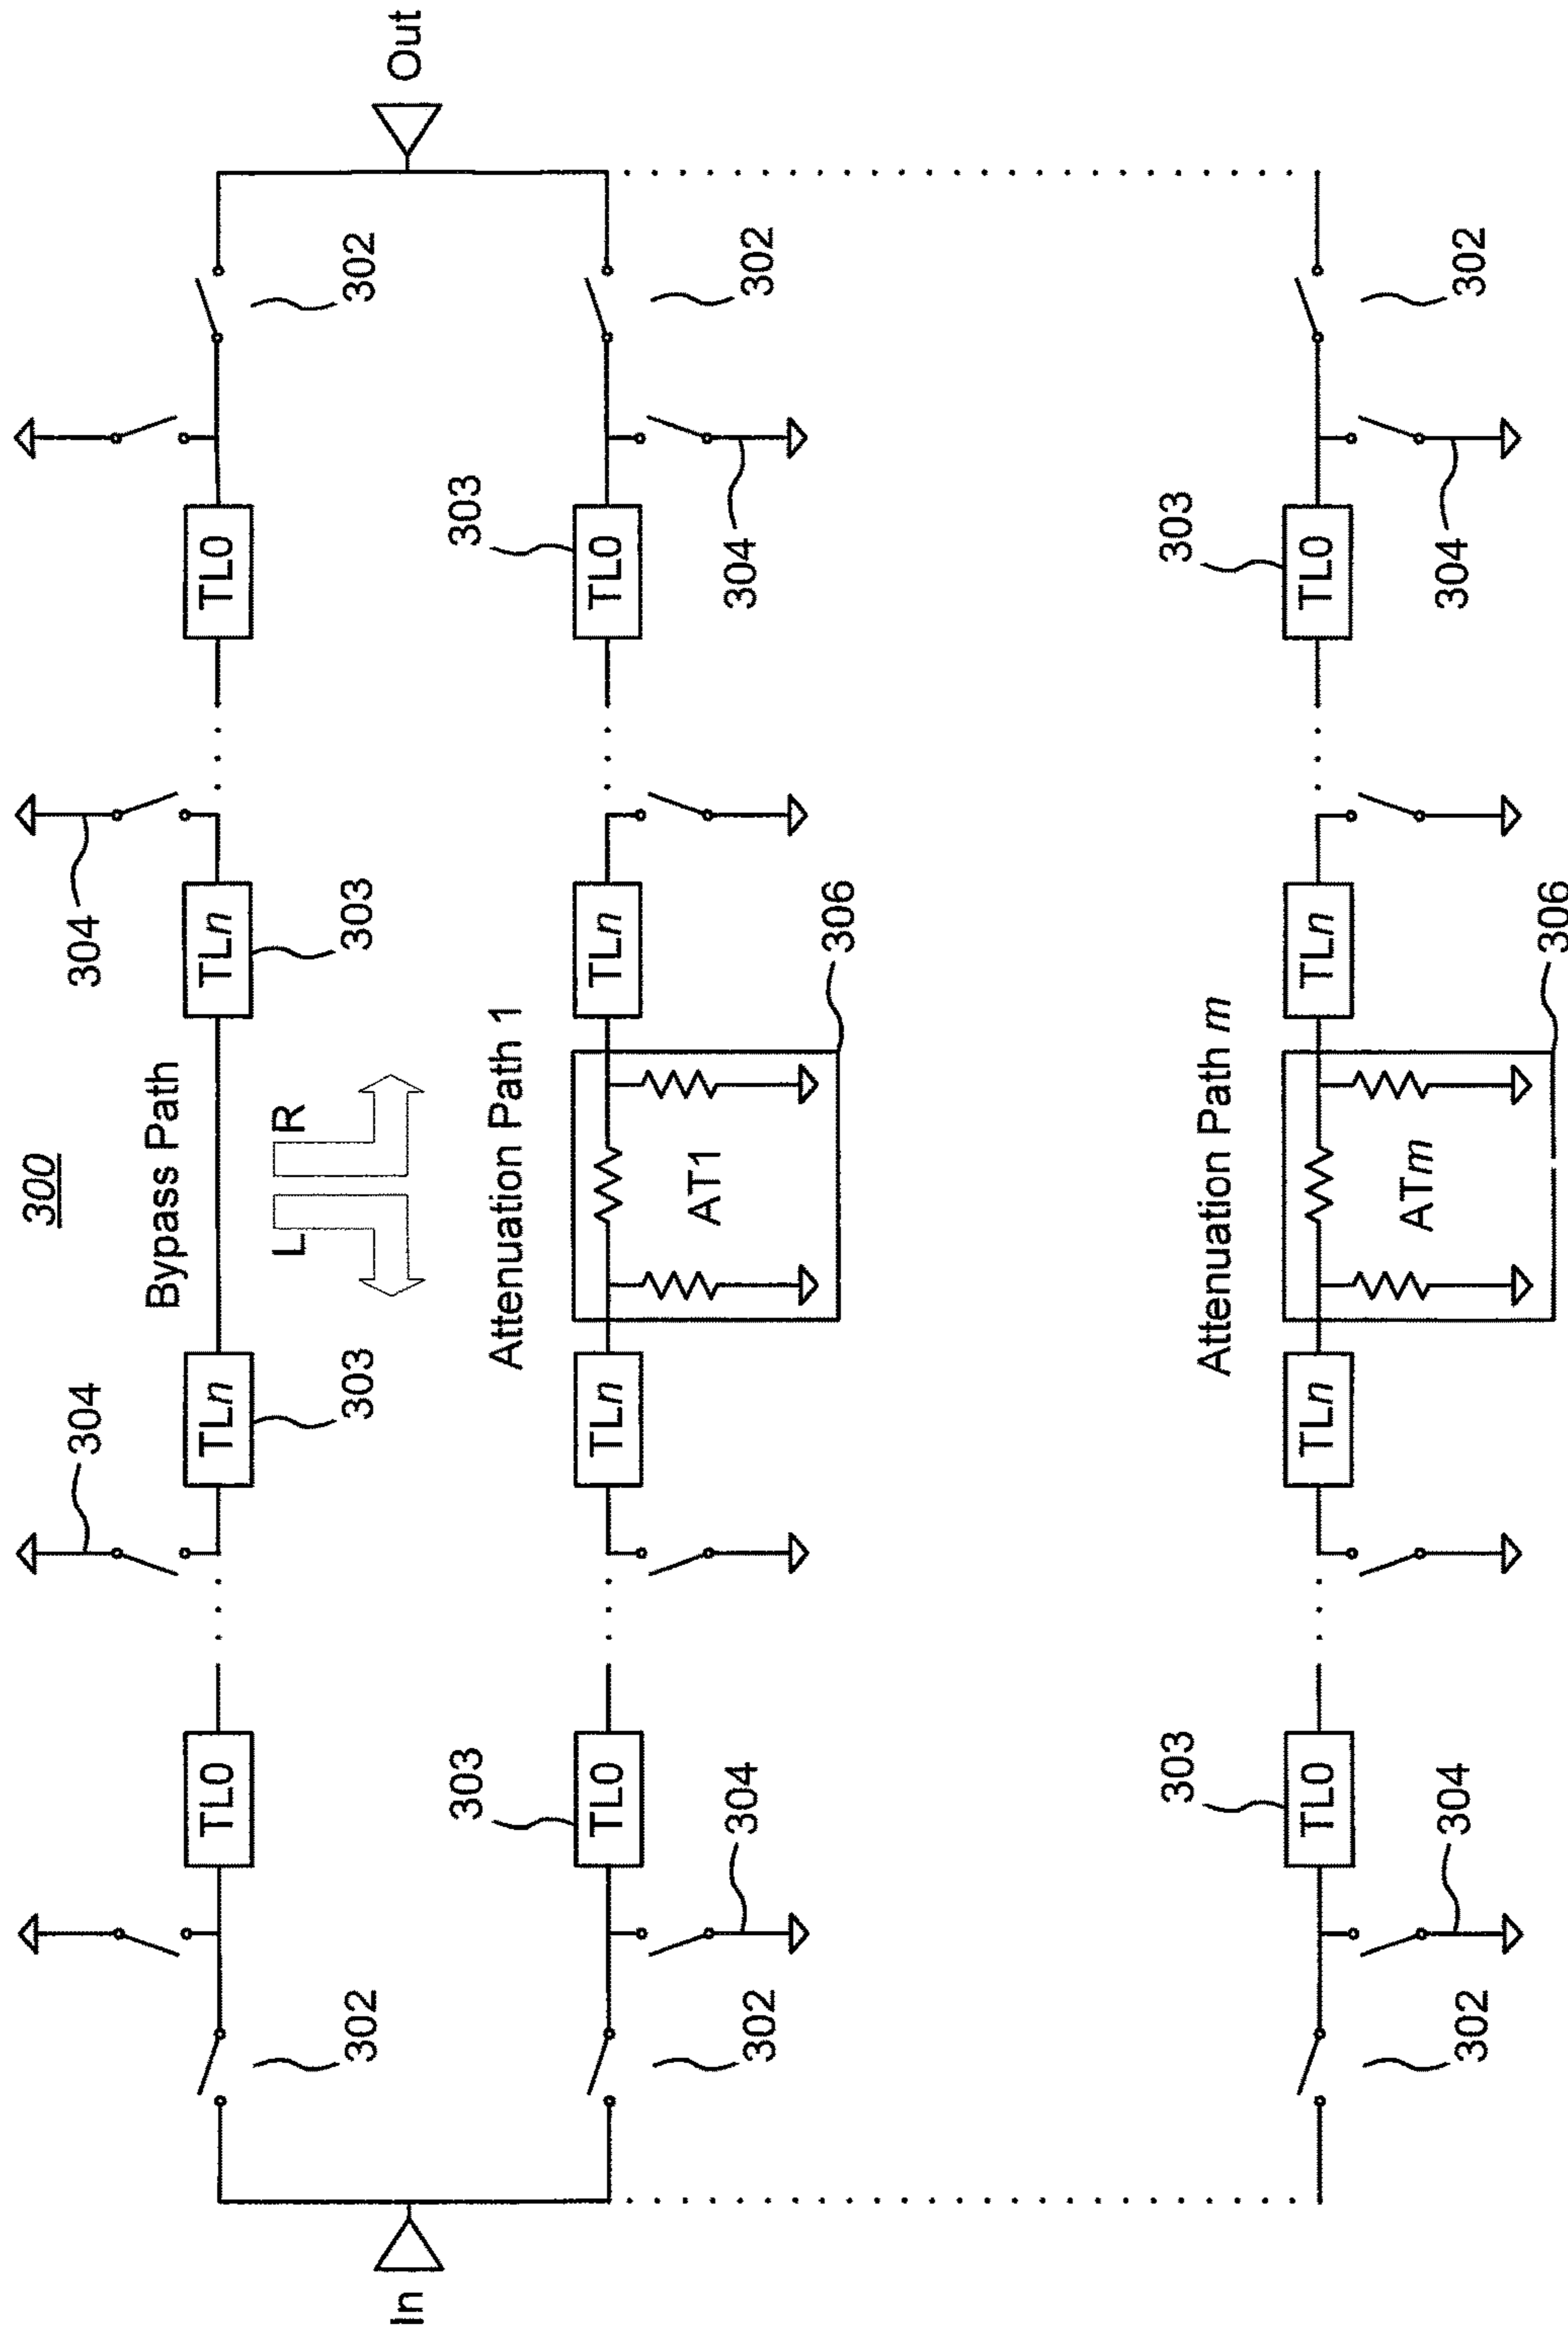 300
304
304
Bypass Path
TL0
TLn
TLn
TL0
L
R
302
303
303
302
In
Out
303
Attenuation Path 1
303
TL0
TLn
TLn
TL0
AT1
302
304
304
302
306
303
Attenuation Path m
303
TL0
TLn
TLn
TL0
ATm
302
304
304
302
306